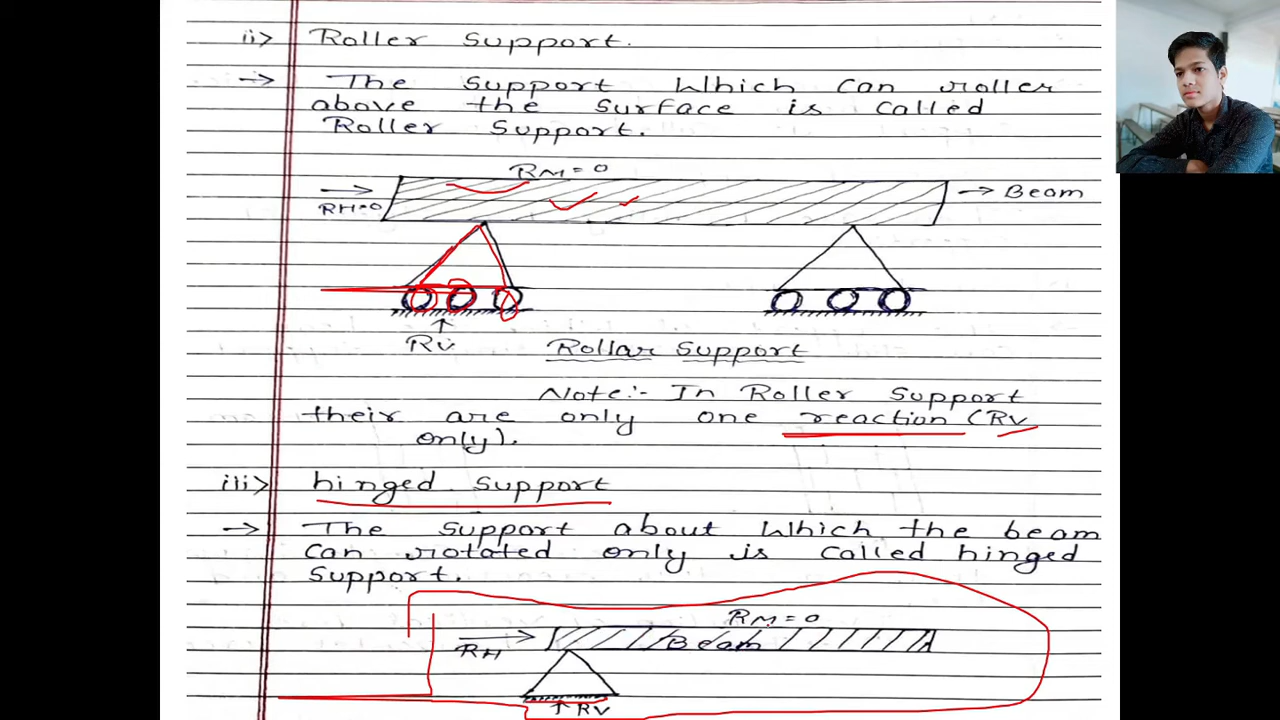 ii> Roller Support.
→ The Support Which Can roller
above the Surface is Called
Roller Support.
RM = 0
RH=0
→ Beam
RV
Rollar Support
Note:- In Roller Support
their are only one reaction (RV
only).
iii> hinged Support
→ The Support about Which the beam
Can rotated only is Called hinged
Support.
RM = 0
RH
Beam
↑ RV